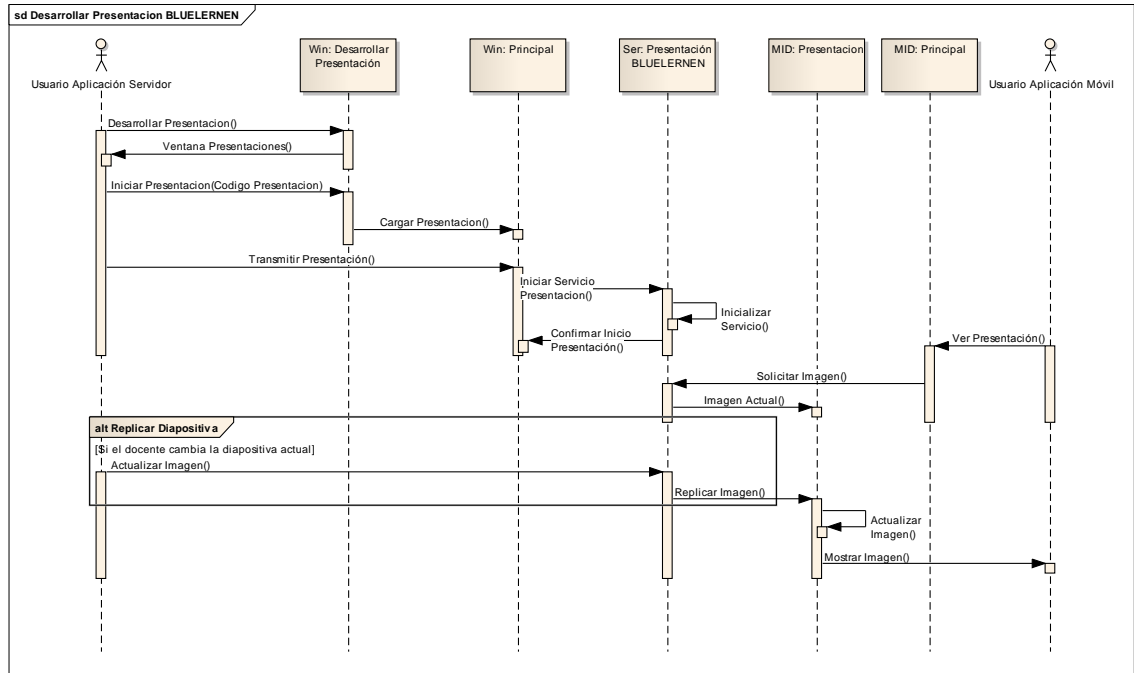 sd Desarrollar Presentacion BLUELERNEN
Usuario Aplicación Servidor
Win: Desarrollar
Presentación
Win: Principal
Ser: Presentación
BLUELERNEN
MID: Presentacion
MID: Principal
Usuario Aplicación Móvil
Desarrollar Presentacion()
Ventana Presentaciones()
Iniciar Presentacion(Codigo Presentacion)
Cargar Presentacion()
Transmitir Presentación()
Iniciar Servicio
Presentacion()
Inicializar
Servicio()
Confirmar Inicio
Presentación()
Ver Presentación()
Solicitar Imagen()
Imagen Actual()
alt Replicar Diapositiva
[Si el docente cambia la diapositiva actual]
Actualizar Imagen()
Replicar Imagen()
Actualizar
Imagen()
Mostrar Imagen()